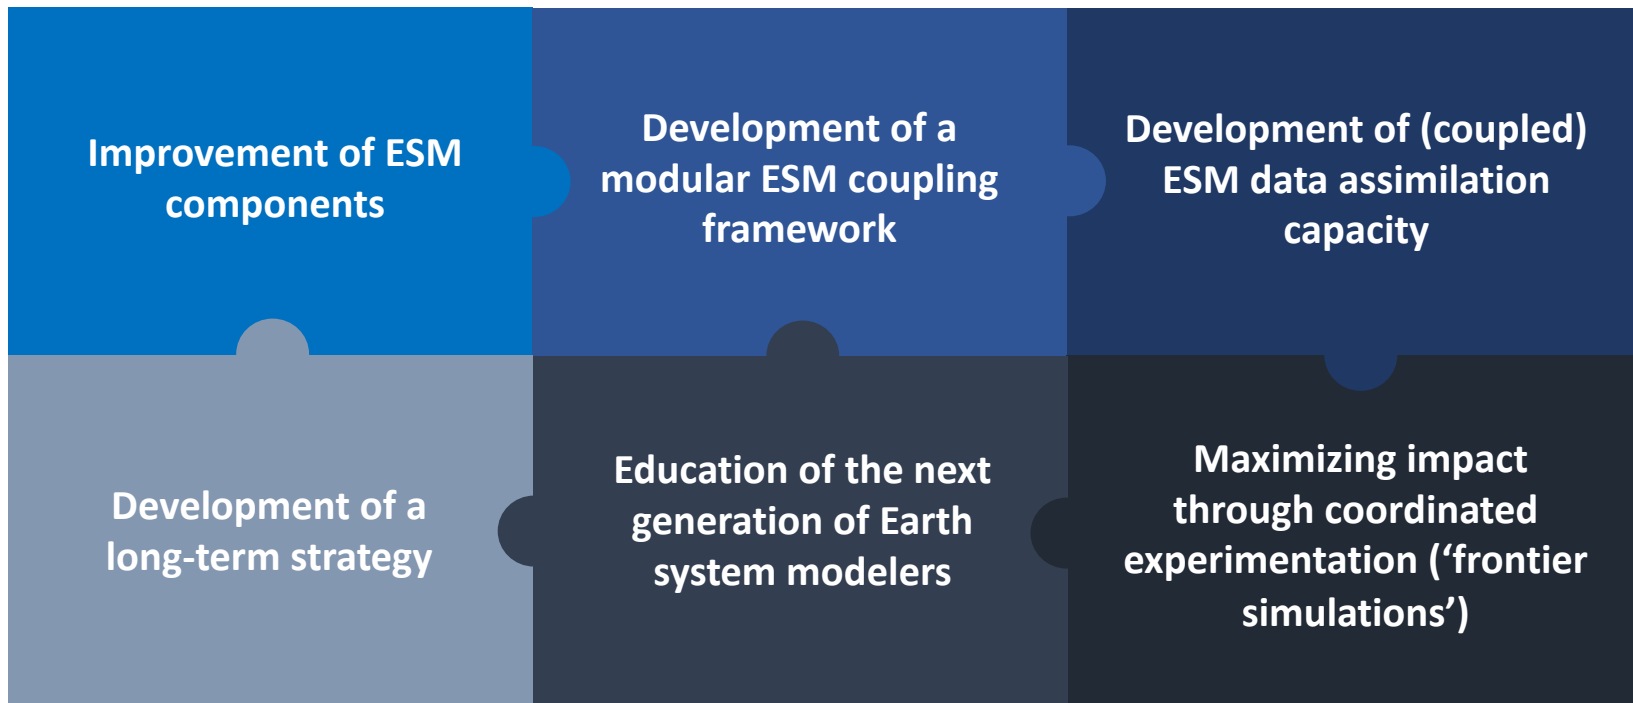 Improvement of ESM
components
Development of a
modular ESM coupling
framework
Development of (coupled)
ESM data assimilation
capacity
Development of a
long-term strategy
Education of the next
generation of Earth
system modelers
Maximizing impact
through coordinated
experimentation (‘frontier
simulations’)